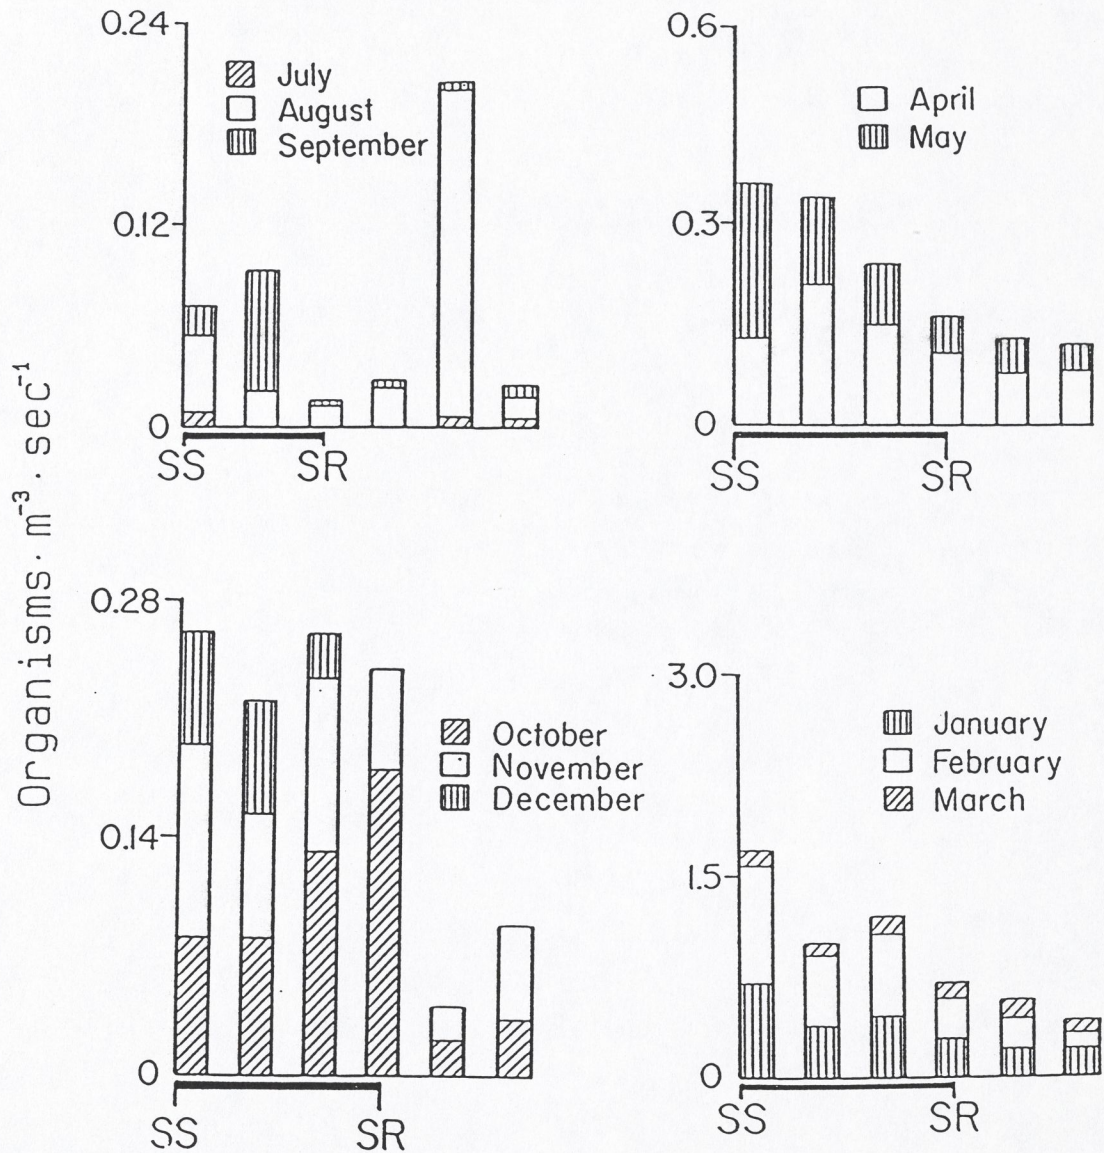 Organisms · m⁻³ · sec⁻¹
0.24
0.12
0
July
August
September
SS SR
0.6
0.3
0
April
May
SS SR
0.28
0.14
0
October
November
December
SS SR
3.0
1.5
0
January
February
March
SS SR